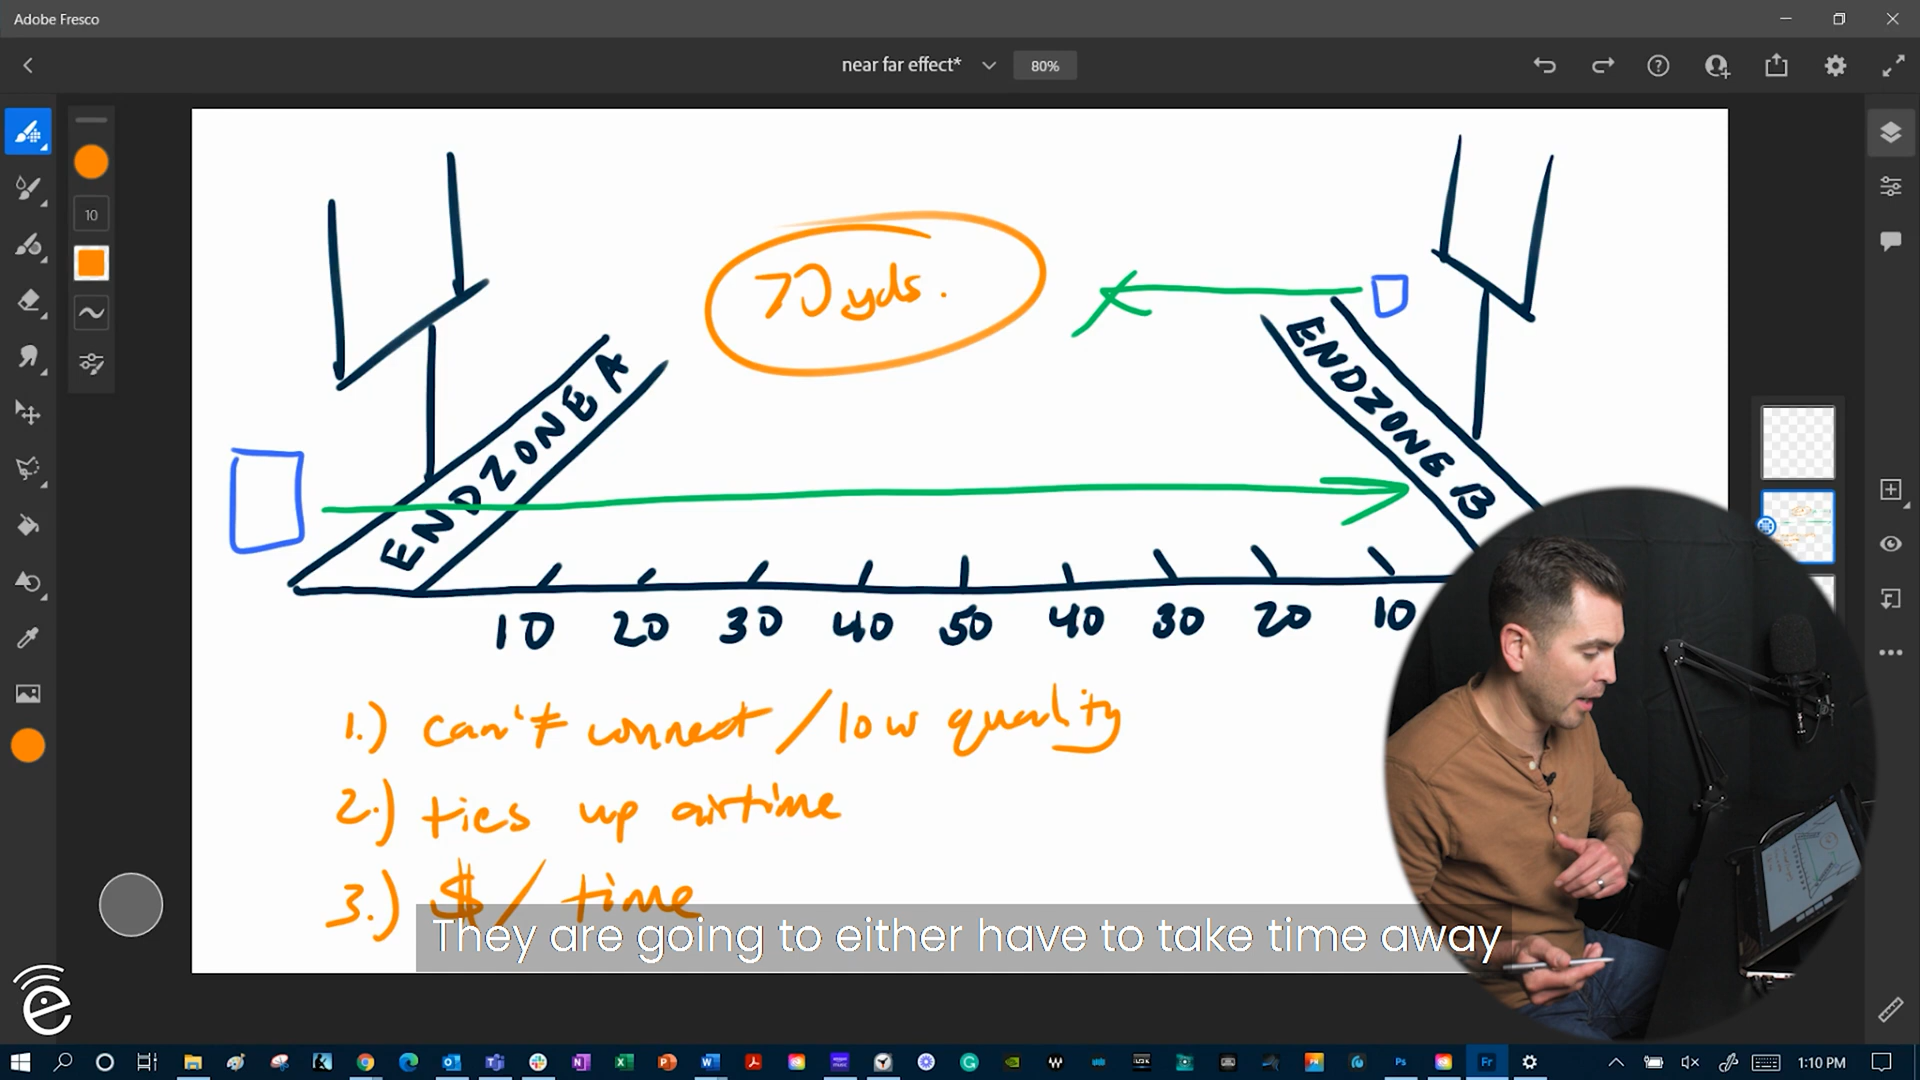 Adobe Fresco
near far effect*
80%
10
70 yds.
ENDZONE A
ENDZONE B
10 20 30 40 50 40 30 20 10
1.) can't connect / low quality
2.) ties up airtime
3.) $ / time
They are going to either have to take time away
1:10 PM